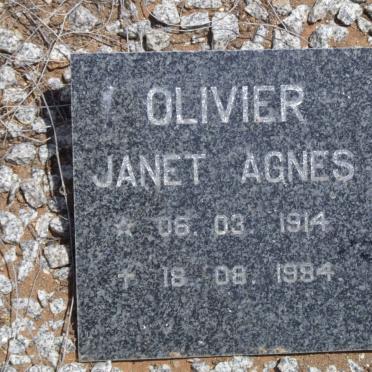 OLIVIER
JANET AGNES
☆ 06. 03. 1914
+ 18. 08. 1984.